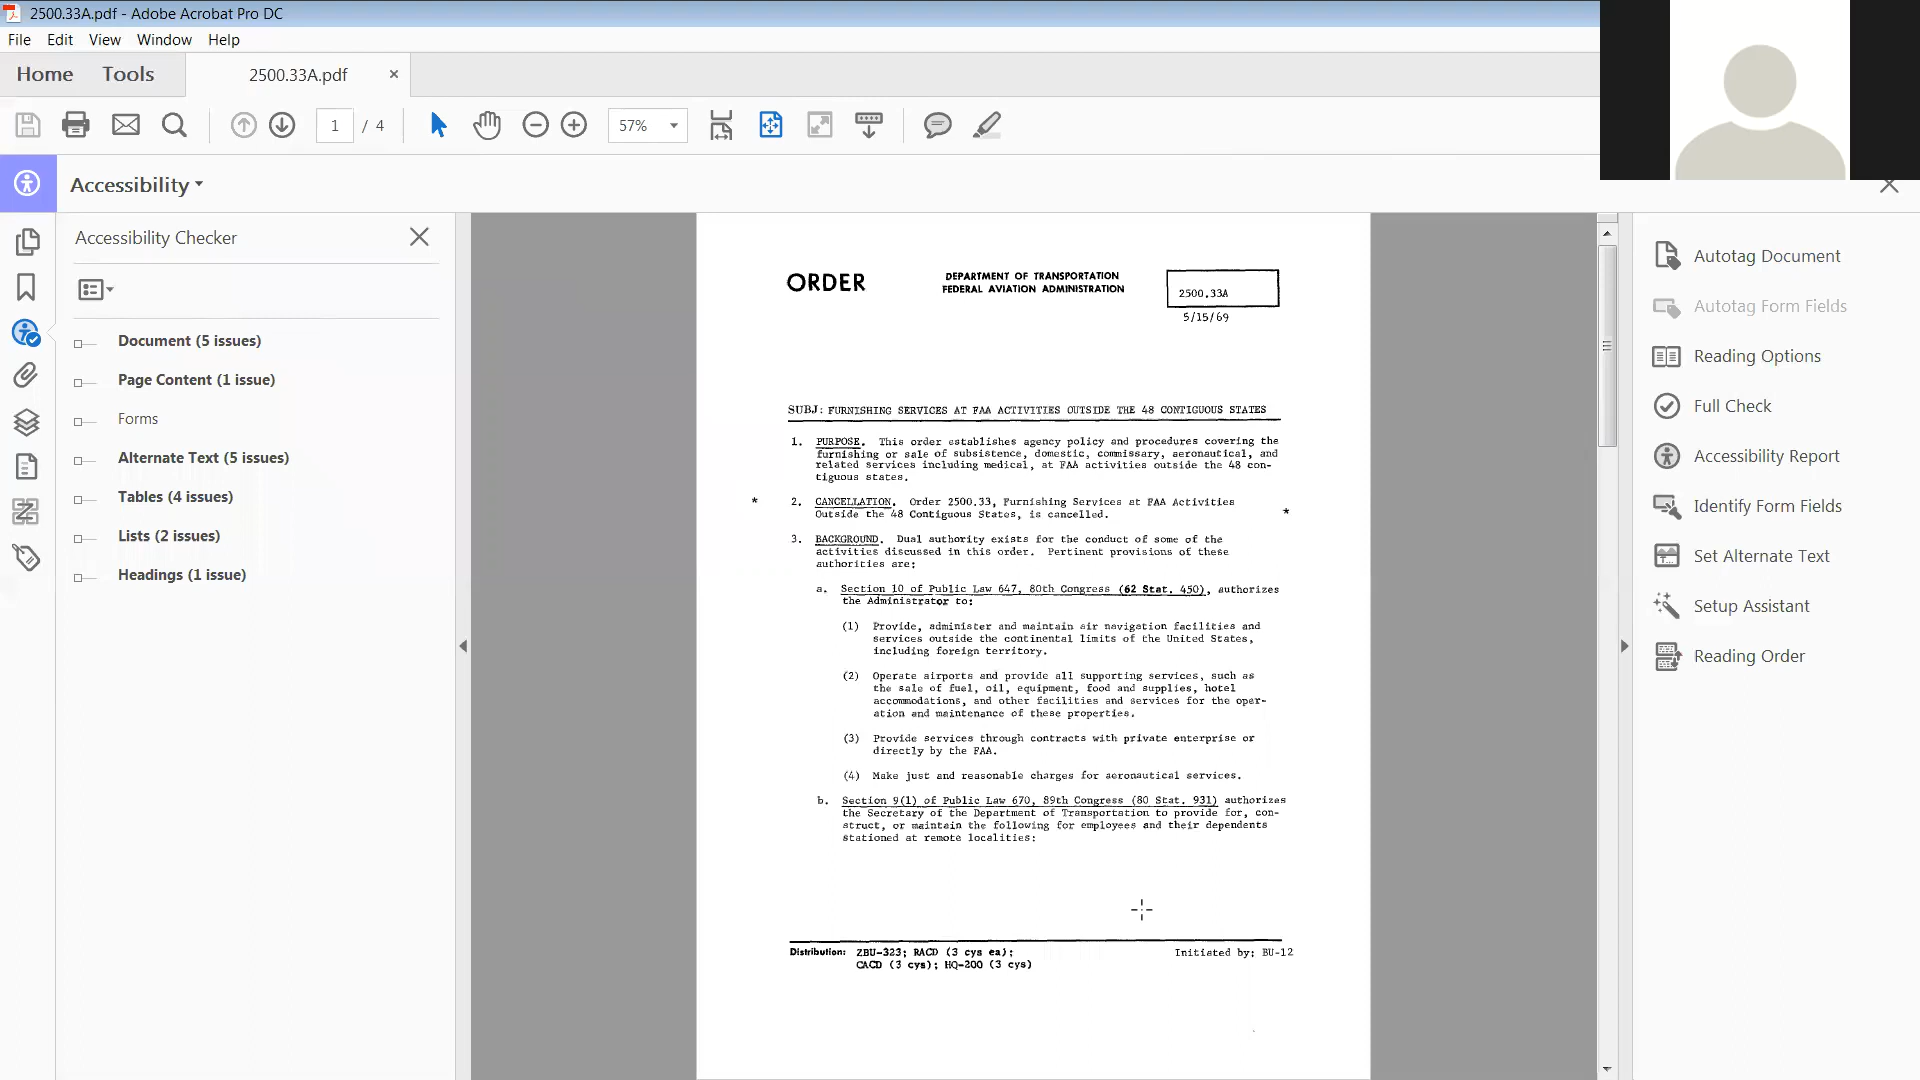 2500.33A.pdf - Adobe Acrobat Pro DC
File Edit View Window Help
Home Tools 2500.33A.pdf ×
1 / 4 57%
Accessibility
Accessibility Checker
Document (5 issues)
Page Content (1 issue)
Forms
Alternate Text (5 issues)
Tables (4 issues)
Lists (2 issues)
Headings (1 issue)
ORDER
DEPARTMENT OF TRANSPORTATION
FEDERAL AVIATION ADMINISTRATION
2500.33A
5/15/69
SUBJ: FURNISHING SERVICES AT FAA ACTIVITIES OUTSIDE THE 48 CONTIGUOUS STATES
1. PURPOSE. This order establishes agency policy and procedures covering the
furnishing or sale of subsistence, domestic, commissary, aeronautical, and
related services including medical, at FAA activities outside the 48 con-
tiguous states.
* 2. CANCELLATION. Order 2500.33, Furnishing Services at FAA Activities
Outside the 48 Contiguous States, is cancelled. *
3. BACKGROUND. Dual authority exists for the conduct of some of the
activities discussed in this order. Pertinent provisions of these
authorities are:
a. Section 10 of Public Law 647, 80th Congress (62 Stat. 450), authorizes
the Administrator to:
(1) Provide, administer and maintain air navigation facilities and
services outside the continental limits of the United States,
including foreign territory.
(2) Operate airports and provide all supporting services, such as
the sale of fuel, oil, equipment, food and supplies, hotel
accommodations, and other facilities and services for the oper-
ation and maintenance of these properties.
(3) Provide services through contracts with private enterprise or
directly by the FAA.
(4) Make just and reasonable charges for aeronautical services.
b. Section 9(1) of Public Law 670, 89th Congress (80 Stat. 931) authorizes
the Secretary of the Department of Transportation to provide for, con-
struct, or maintain the following for employees and their dependents
stationed at remote localities:
Distribution: ZBU-323; RACD (3 cys ea);
CACD (3 cys); HQ-200 (3 cys)
Initiated by: BU-12
Autotag Document
Autotag Form Fields
Reading Options
Full Check
Accessibility Report
Identify Form Fields
Set Alternate Text
Setup Assistant
Reading Order